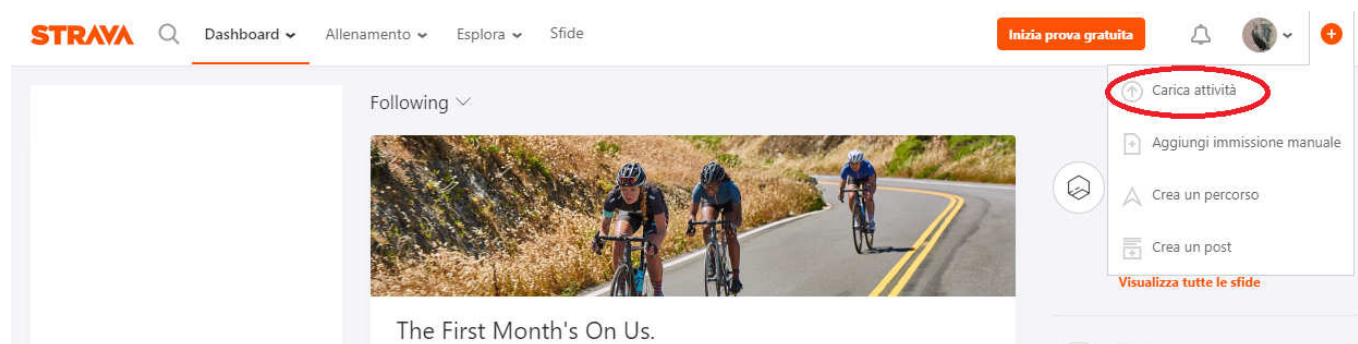 STRAVA Dashboard Allenamento Esplora Sfide Inizia prova gratuita
Carica attività
Following
Aggiungi immissione manuale
Crea un percorso
Crea un post
Visualizza tutte le sfide
The First Month's On Us.